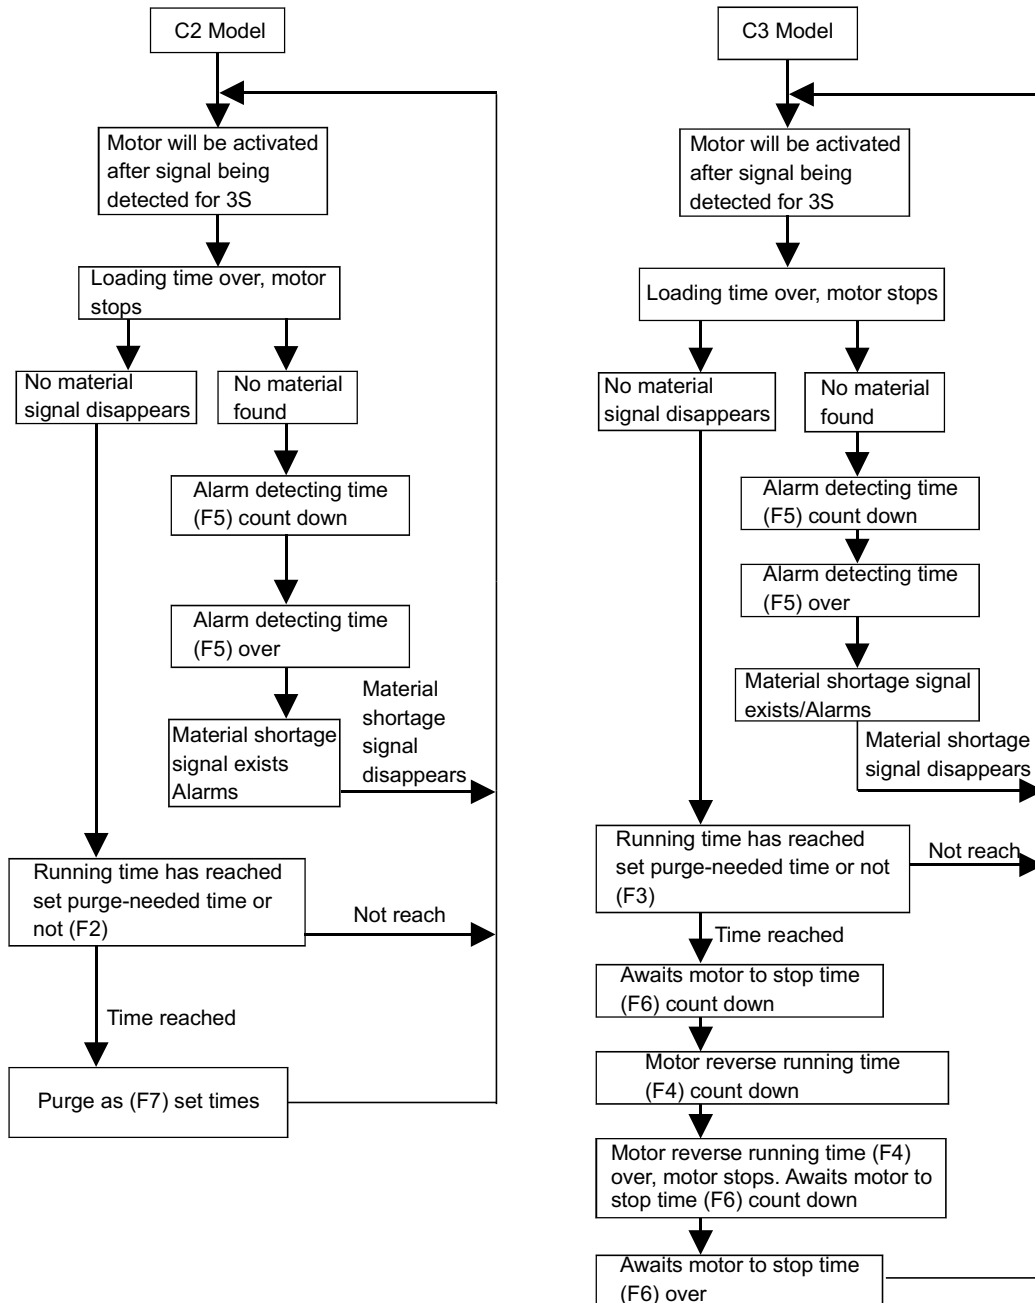 C2 Model
Motor will be activated
after signal being
detected for 3S
Loading time over, motor
stops
No material
signal disappears
No material
found
Alarm detecting time
(F5) count down
Alarm detecting time
(F5) over
Material shortage
signal exists
Alarms
Material
shortage
signal
disappears
Running time has reached
set purge-needed time or
not (F2)
Not reach
Time reached
Purge as (F7) set times
C3 Model
Motor will be activated
after signal being
detected for 3S
Loading time over, motor stops
No material
signal disappears
No material
found
Alarm detecting time
(F5) count down
Alarm detecting time
(F5) over
Material shortage signal
exists/Alarms
Material shortage
signal disappears
Running time has reached
set purge-needed time or not
(F3)
Not reach
Time reached
Awaits motor to stop time
(F6) count down
Motor reverse running time
(F4) count down
Motor reverse running time (F4)
over, motor stops. Awaits motor to
stop time (F6) count down
Awaits motor to stop time
(F6) over